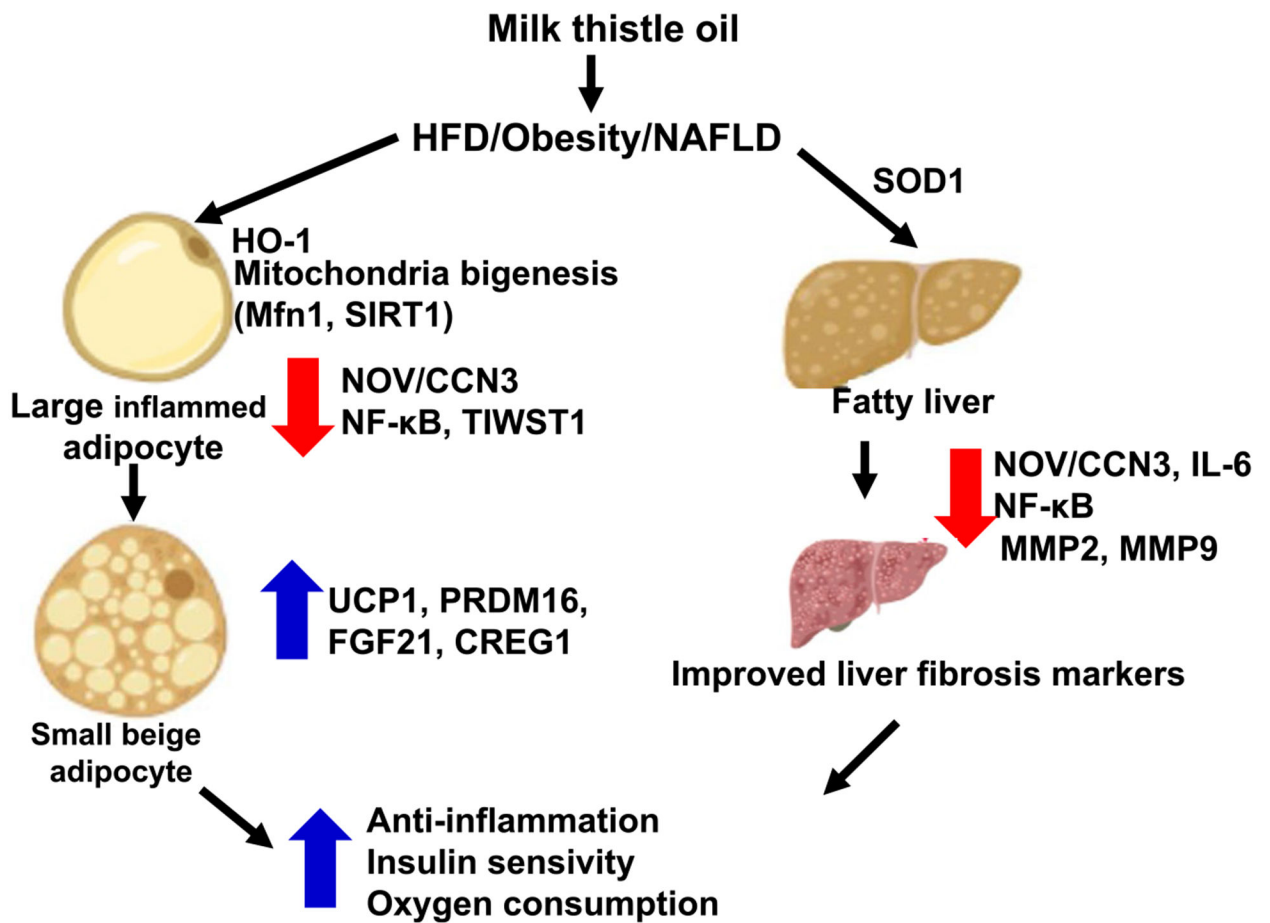 Milk thistle oil
HFD/Obesity/NAFLD
HO-1
Mitochondria bigenesis
(Mfn1, SIRT1)
NOV/CCN3
NF-κB, TIWST1
Large inflammed
adipocyte
UCP1, PRDM16,
FGF21, CREG1
Small beige
adipocyte
SOD1
Fatty liver
NOV/CCN3, IL-6
NF-κB
MMP2, MMP9
Improved liver fibrosis markers
Anti-inflammation
Insulin sensivity
Oxygen consumption